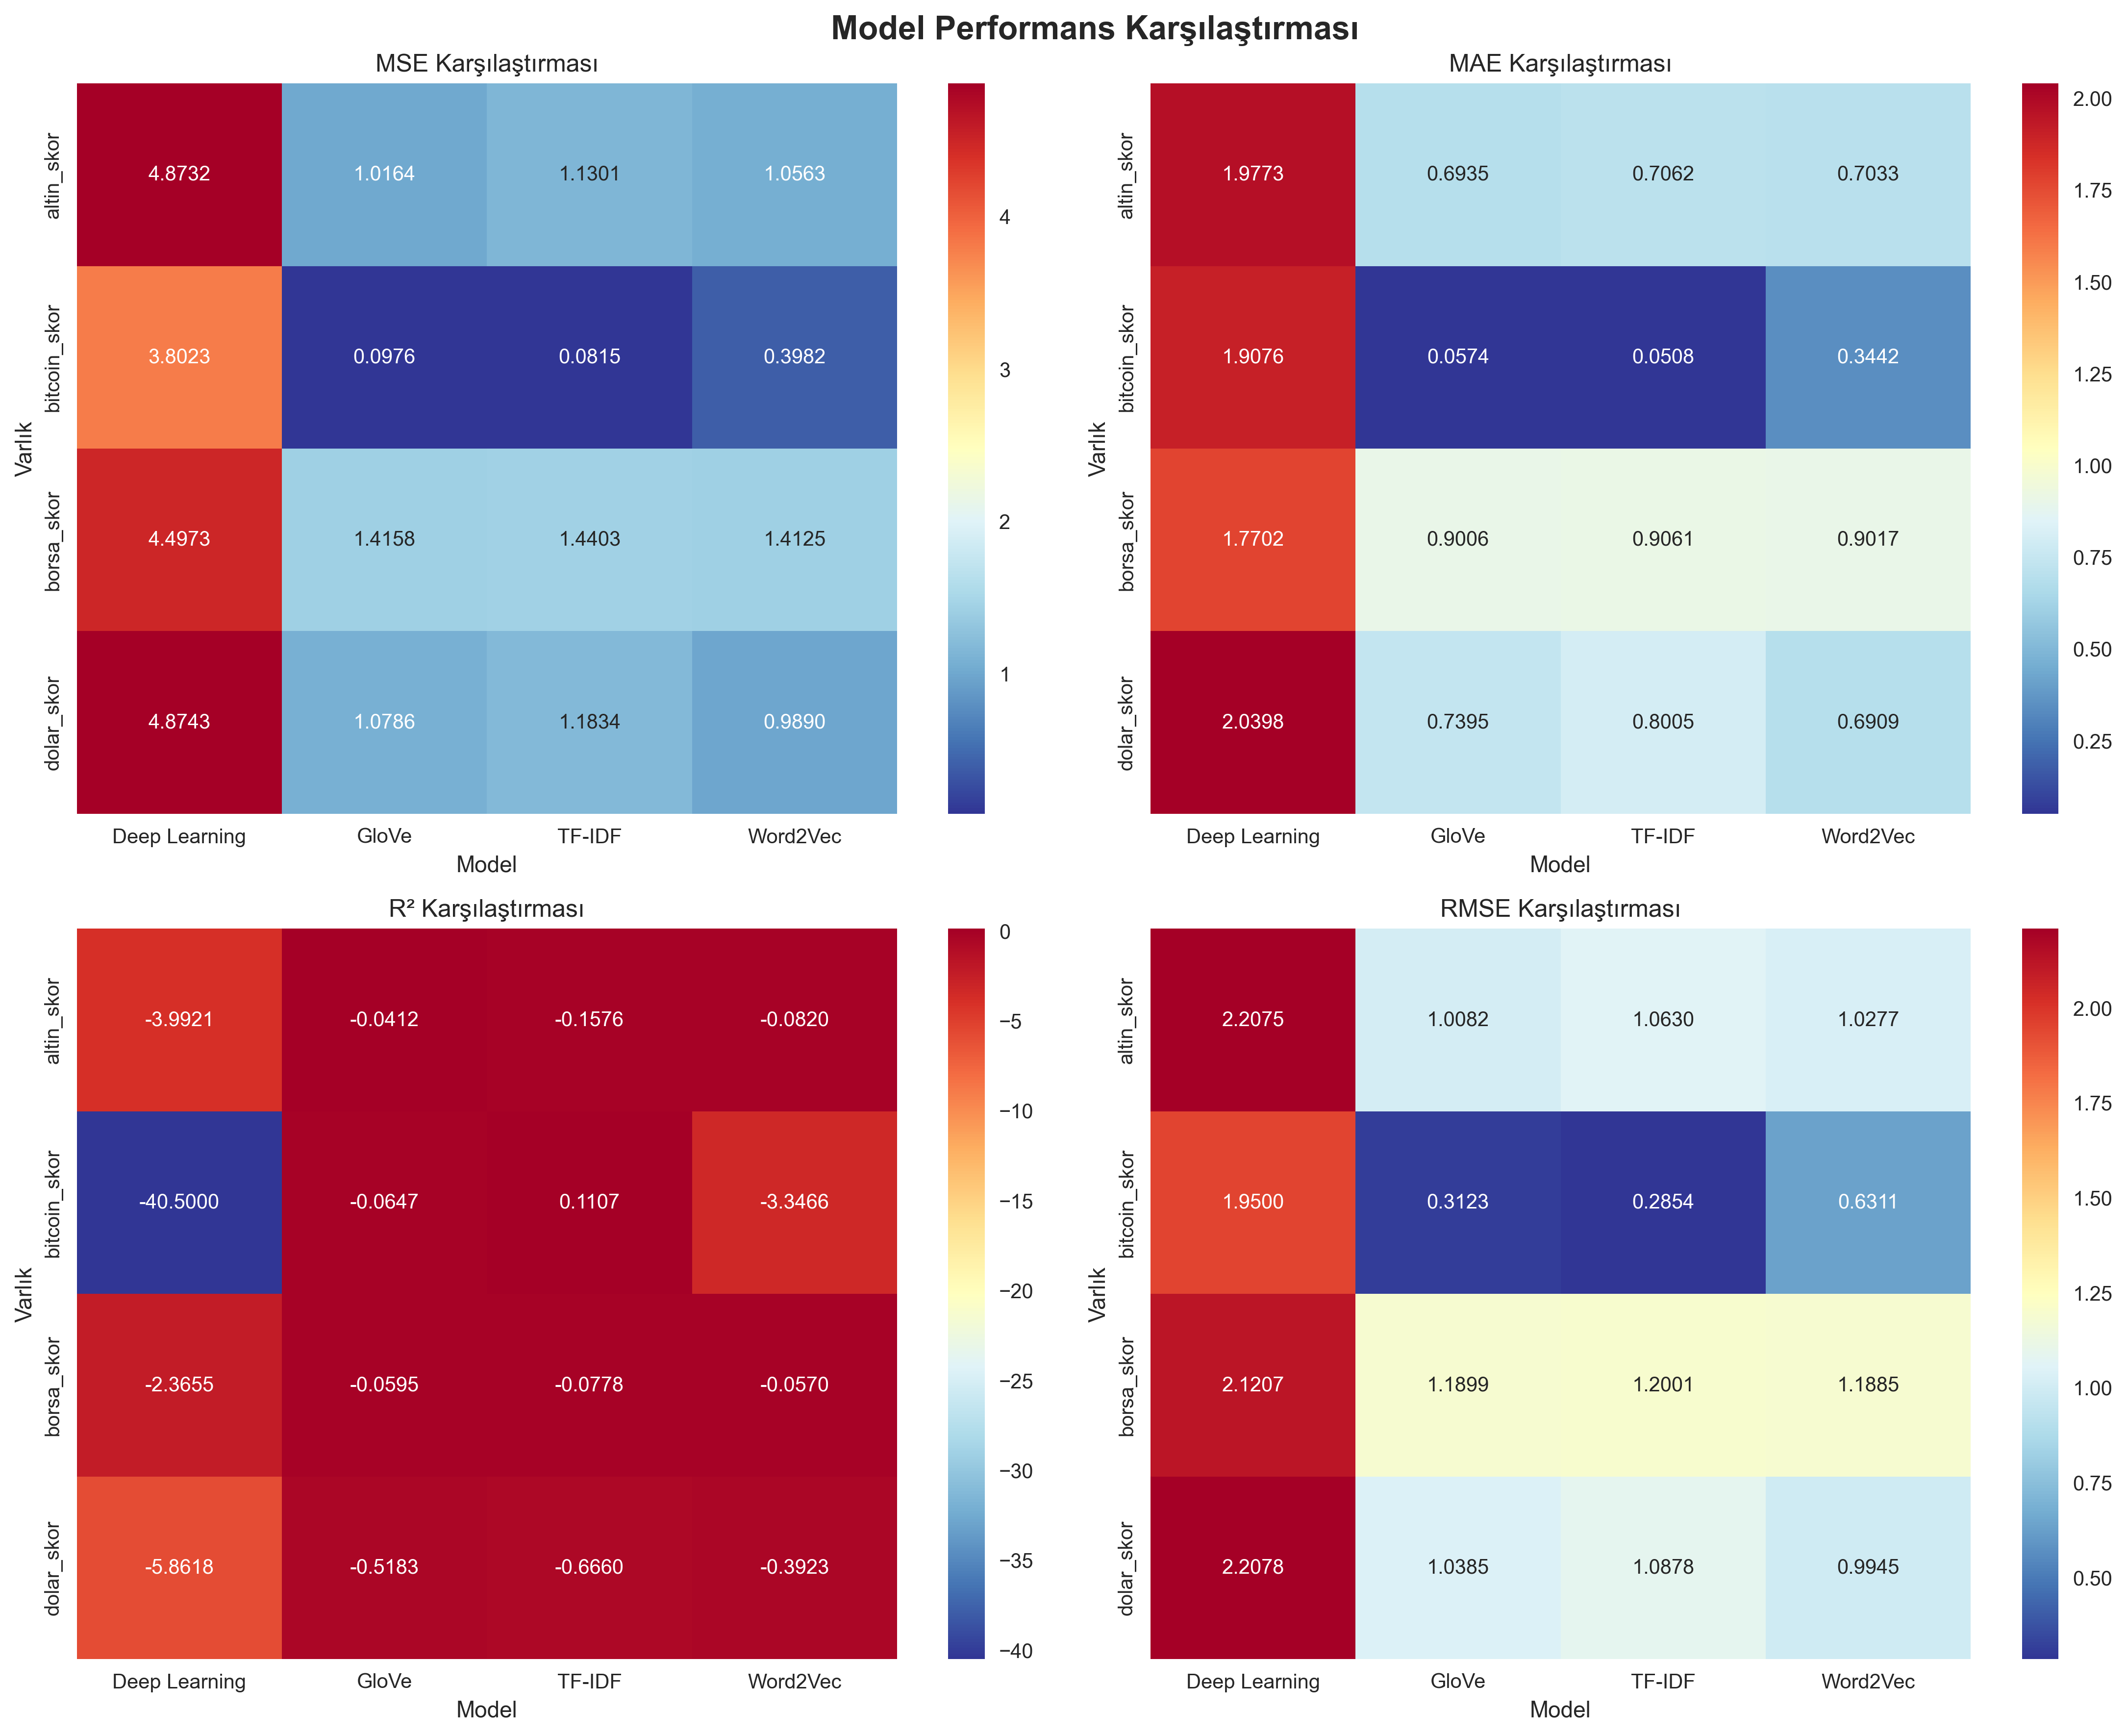 Model Performans Karşılaştırması
MSE Karşılaştırması
Varlık
altin_skor 4.8732 1.0164 1.1301 1.0563
bitcoin_skor 3.8023 0.0976 0.0815 0.3982
borsa_skor 4.4973 1.4158 1.4403 1.4125
dolar_skor 4.8743 1.0786 1.1834 0.9890
Deep Learning GloVe TF-IDF Word2Vec
Model
4
3
2
1
MAE Karşılaştırması
Varlık
altin_skor 1.9773 0.6935 0.7062 0.7033
bitcoin_skor 1.9076 0.0574 0.0508 0.3442
borsa_skor 1.7702 0.9006 0.9061 0.9017
dolar_skor 2.0398 0.7395 0.8005 0.6909
Deep Learning GloVe TF-IDF Word2Vec
Model
2.00
1.75
1.50
1.25
1.00
0.75
0.50
0.25
R² Karşılaştırması
Varlık
altin_skor -3.9921 -0.0412 -0.1576 -0.0820
bitcoin_skor -40.5000 -0.0647 0.1107 -3.3466
borsa_skor -2.3655 -0.0595 -0.0778 -0.0570
dolar_skor -5.8618 -0.5183 -0.6660 -0.3923
Deep Learning GloVe TF-IDF Word2Vec
Model
0
−5
−10
−15
−20
−25
−30
−35
−40
RMSE Karşılaştırması
Varlık
altin_skor 2.2075 1.0082 1.0630 1.0277
bitcoin_skor 1.9500 0.3123 0.2854 0.6311
borsa_skor 2.1207 1.1899 1.2001 1.1885
dolar_skor 2.2078 1.0385 1.0878 0.9945
Deep Learning GloVe TF-IDF Word2Vec
Model
2.00
1.75
1.50
1.25
1.00
0.75
0.50